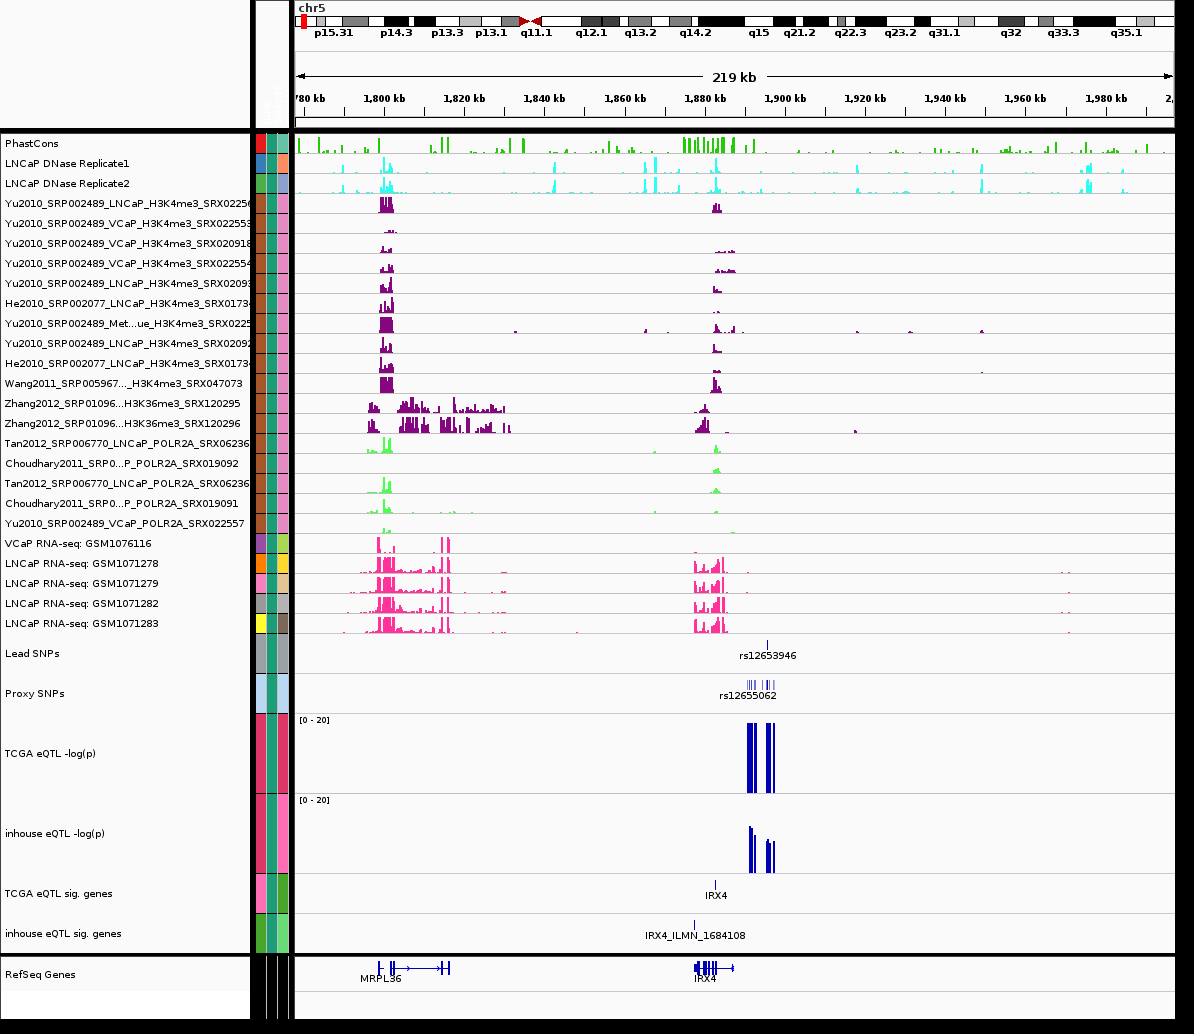 chr5
p15.31 p14.3 p13.3 p13.1 q11.1 q12.1 q13.2 q14.2 q15 q21.2 q22.3 q23.2 q31.1 q32 q33.3 q35.1
219 kb
780 kb 1,800 kb 1,820 kb 1,840 kb 1,860 kb 1,880 kb 1,900 kb 1,920 kb 1,940 kb 1,960 kb 1,980 kb 2,
PhastCons
LNCaP DNase Replicate1
LNCaP DNase Replicate2
Yu2010_SRP002489_LNCaP_H3K4me3_SRX02250
Yu2010_SRP002489_VCaP_H3K4me3_SRX022553
Yu2010_SRP002489_VCaP_H3K4me3_SRX020918
Yu2010_SRP002489_VCaP_H3K4me3_SRX022554
Yu2010_SRP002489_LNCaP_H3K4me3_SRX0209
He2010_SRP002077_LNCaP_H3K4me3_SRX0173
Yu2010_SRP002489_Met...ue_H3K4me3_SRX0225
Yu2010_SRP002489_LNCaP_H3K4me3_SRX02092
He2010_SRP002077_LNCaP_H3K4me3_SRX0173
Wang2011_SRP005967..._H3K4me3_SRX047073
Zhang2012_SRP01096...H3K36me3_SRX120295
Zhang2012_SRP01096...H3K36me3_SRX120296
Tan2012_SRP006770_LNCaP_POLR2A_SRX06236
Choudhary2011_SRP0...P_POLR2A_SRX019092
Tan2012_SRP006770_LNCaP_POLR2A_SRX06236
Choudhary2011_SRP0...P_POLR2A_SRX019091
Yu2010_SRP002489_VCaP_POLR2A_SRX022557
VCaP RNA-seq: GSM1076116
LNCaP RNA-seq: GSM1071278
LNCaP RNA-seq: GSM1071279
LNCaP RNA-seq: GSM1071282
LNCaP RNA-seq: GSM1071283
Lead SNPs
rs12653946
Proxy SNPs
rs12655062
[0 - 20]
TCGA eQTL -log(p)
[0 - 20]
inhouse eQTL -log(p)
TCGA eQTL sig. genes
IRX4
inhouse eQTL sig. genes
IRX4_ILMN_1684108
RefSeq Genes
MRPL36 IRX4